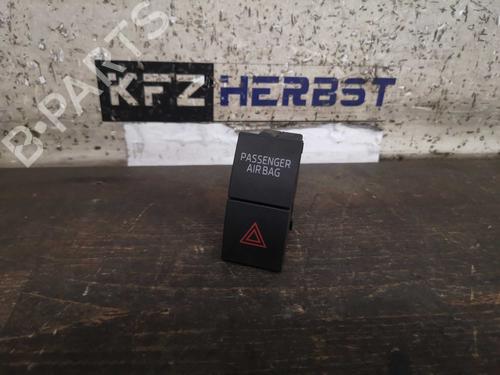 KFZ HERBST
B-PARTS
PASSENGER
AIR BAG